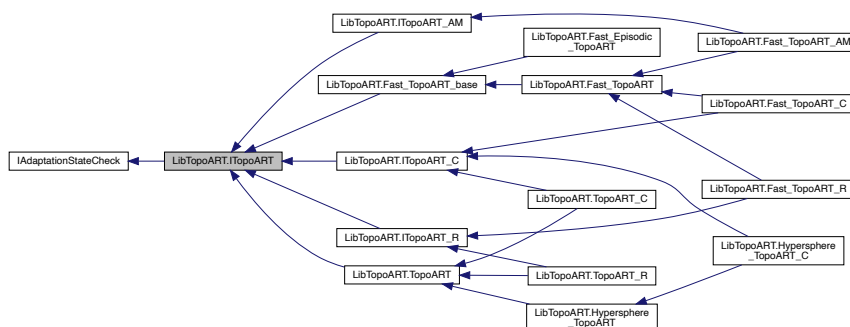 IAdaptationStateCheck
LibTopoART.ITopoART
LibTopoART.ITopoART_AM
LibTopoART.Fast_TopoART_base
LibTopoART.ITopoART_C
LibTopoART.ITopoART_R
LibTopoART.TopoART
LibTopoART.Fast_Episodic
_TopoART
LibTopoART.Fast_TopoART
LibTopoART.TopoART_C
LibTopoART.TopoART_R
LibTopoART.Hypersphere
_TopoART
LibTopoART.Fast_TopoART_AM
LibTopoART.Fast_TopoART_C
LibTopoART.Fast_TopoART_R
LibTopoART.Hypersphere
_TopoART_C